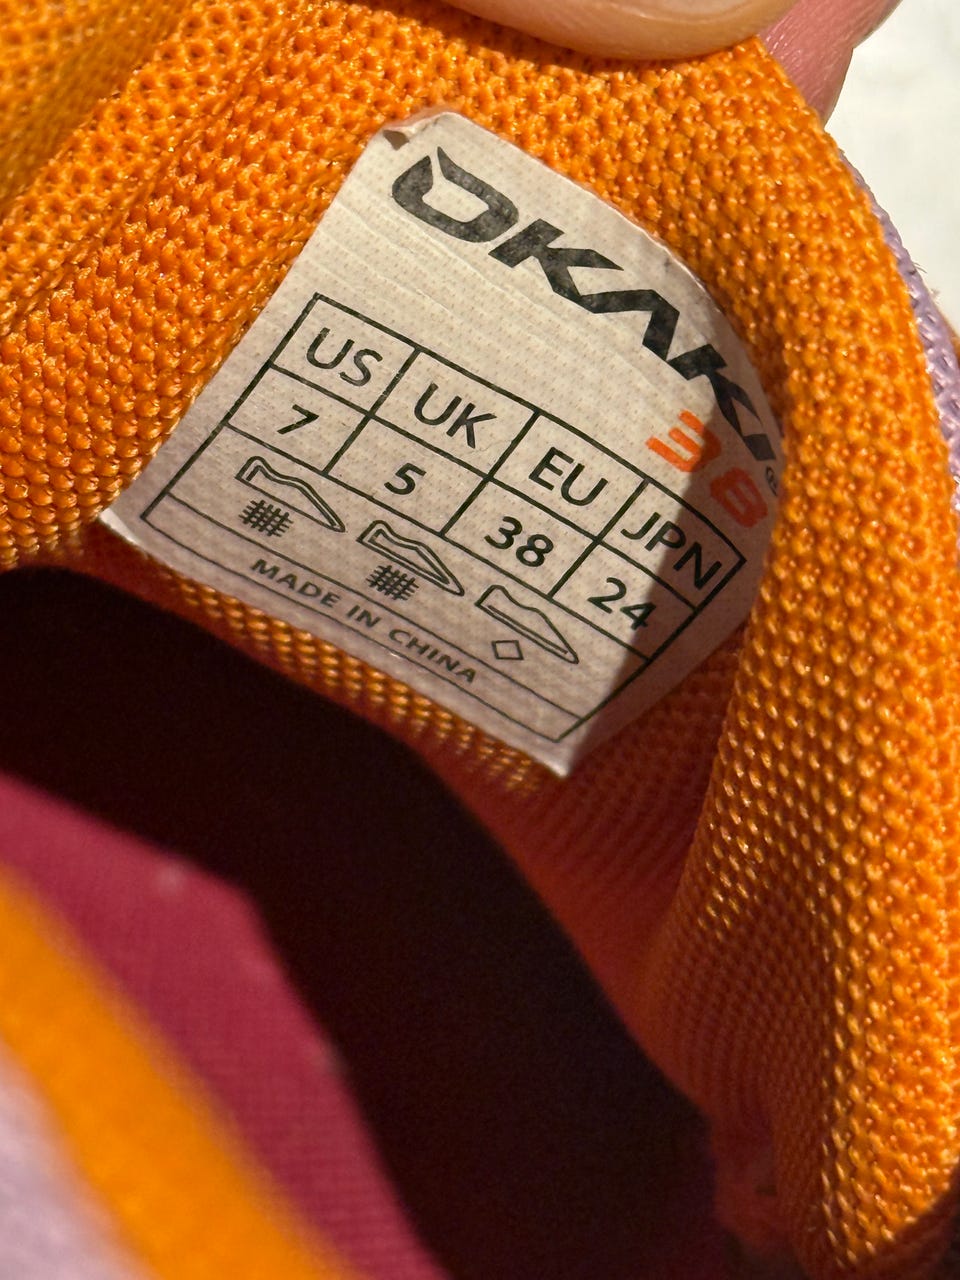 OKAKI®
38
US UK EU JPN
7 5 38 24
MADE IN CHINA